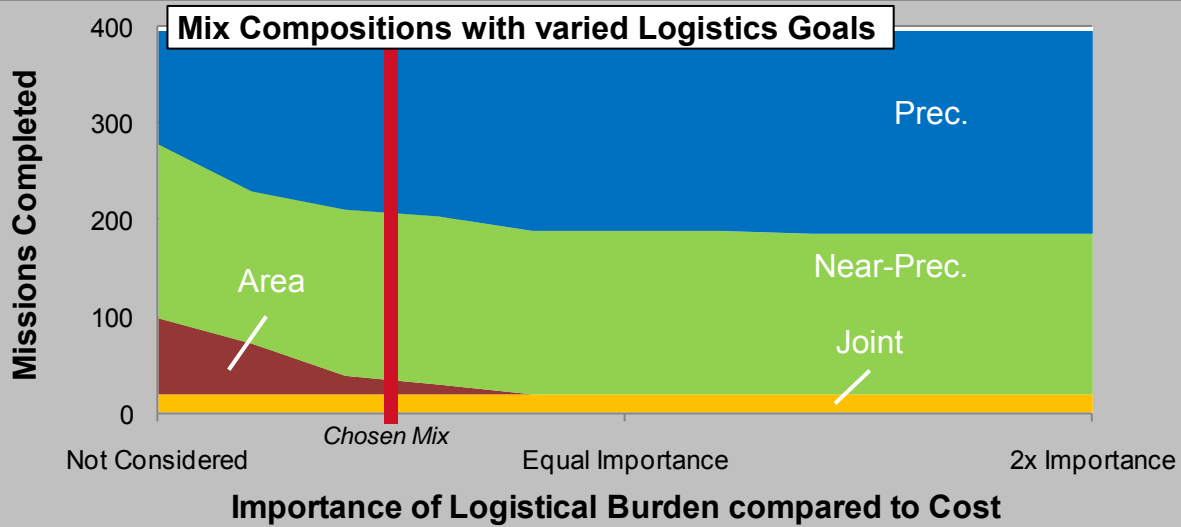 Mix Compositions with varied Logistics Goals
Missions Completed
400
300
200
100
0
Prec.
Near-Prec.
Area
Joint
Chosen Mix
Not Considered
Equal Importance
2x Importance
Importance of Logistical Burden compared to Cost